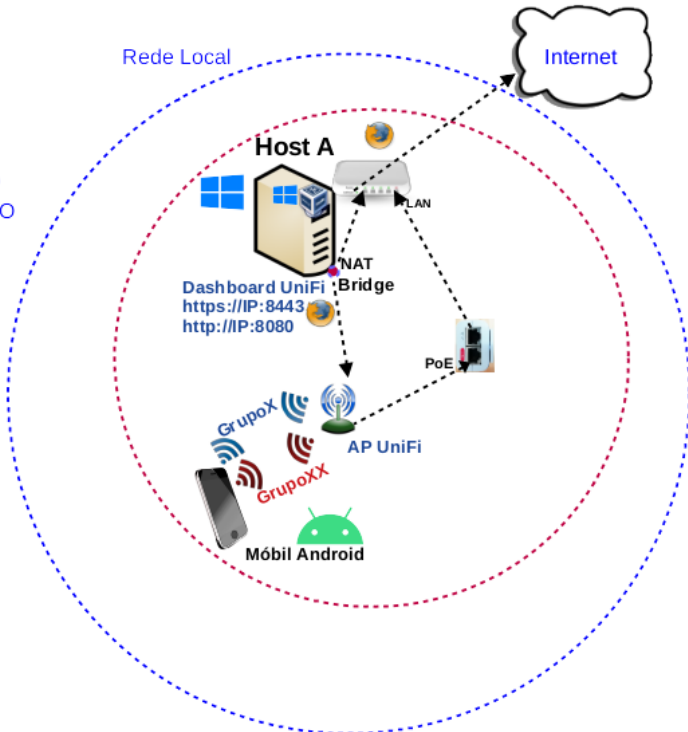 Rede Local
Internet
Host A
O
LAN
NAT
Bridge
Dashboard UniFi
https://IP:8443
http://IP:8080
PoE
GrupoX
AP UniFi
GrupoXX
Móbil Android